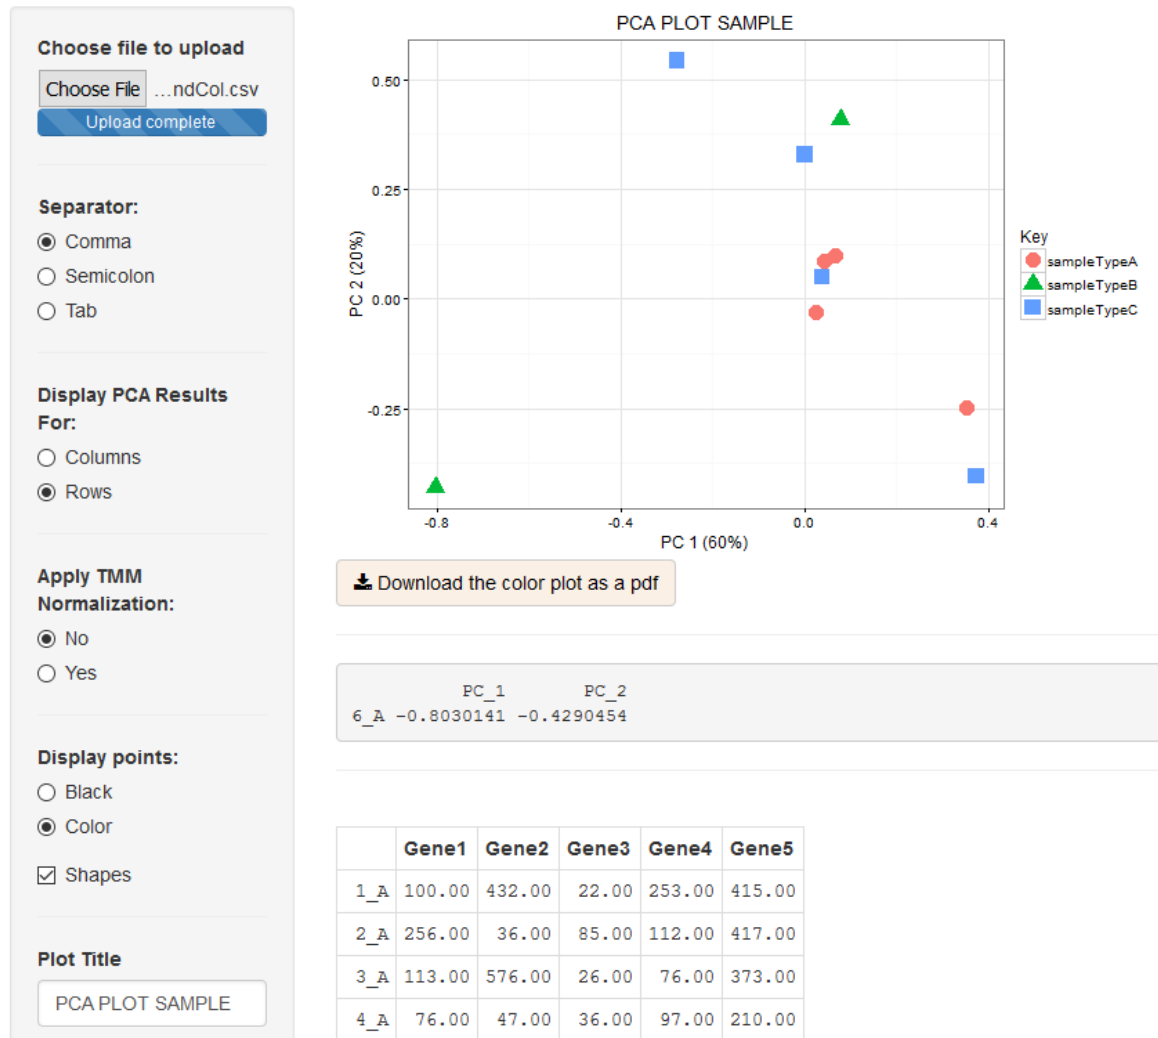 Choose file to upload
Choose File ...ndCol.csv
Upload complete
Separator:
Comma
Semicolon
Tab
Display PCA Results
For:
Columns
Rows
Apply TMM
Normalization:
No
Yes
Display points:
Black
Color
Shapes
Plot Title
PCA PLOT SAMPLE
PCA PLOT SAMPLE
0.50
0.25
0.00
-0.25
PC 2 (20%)
-0.8 -0.4 0.0 0.4
PC 1 (60%)
Key
sampleTypeA
sampleTypeB
sampleTypeC
Download the color plot as a pdf
PC_1 PC_2
6_A -0.8030141 -0.4290454
Gene1 Gene2 Gene3 Gene4 Gene5
1_A 100.00 432.00 22.00 253.00 415.00
2_A 256.00 36.00 85.00 112.00 417.00
3_A 113.00 576.00 26.00 76.00 373.00
4_A 76.00 47.00 36.00 97.00 210.00